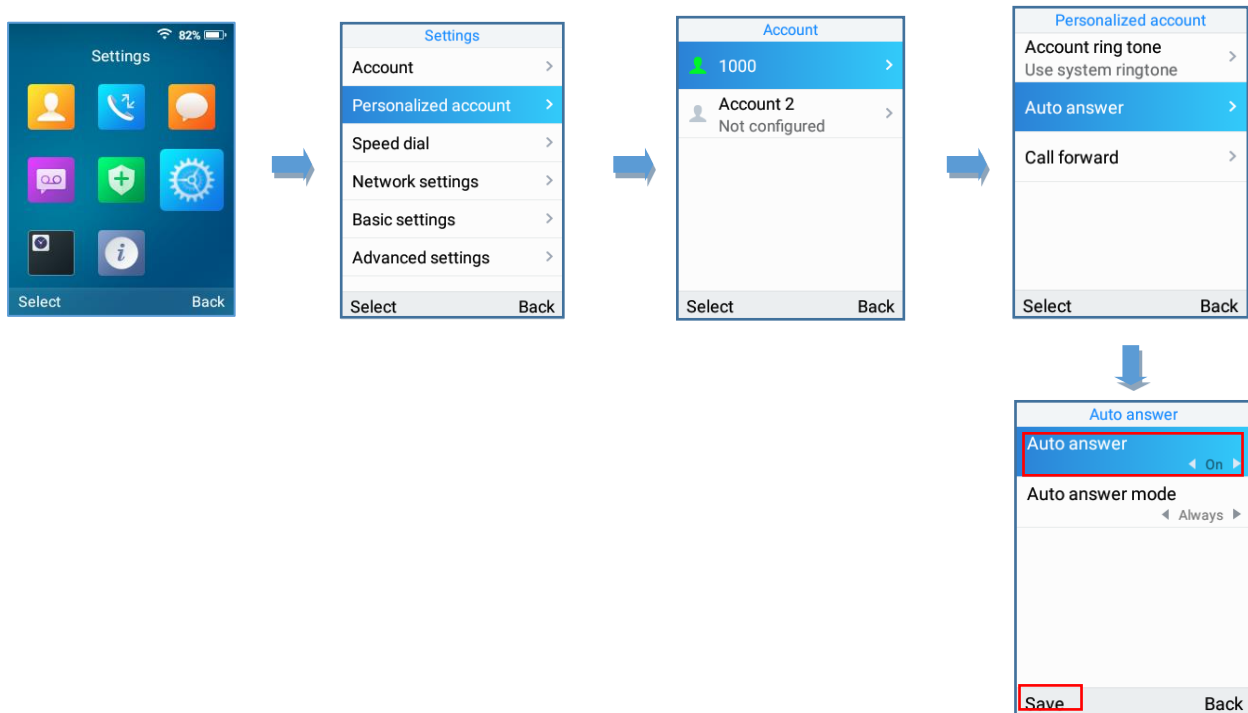 82%
Settings
Select Back
Settings
Account
Personalized account
Speed dial
Network settings
Basic settings
Advanced settings
Select Back
Account
1000
Account 2
Not configured
Select Back
Personalized account
Account ring tone
Use system ringtone
Auto answer
Call forward
Select Back
Auto answer
Auto answer
On
Auto answer mode
Always
Save Back